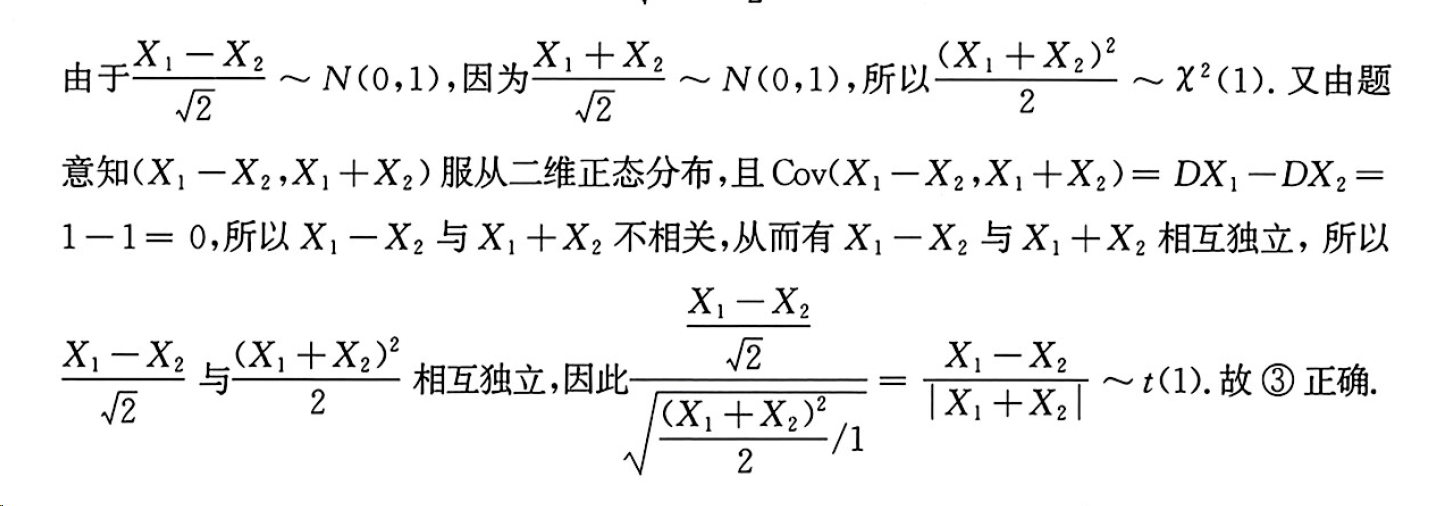 由于\frac{X_1-X_2}{\sqrt{2}} ~ N(0,1),因为\frac{X_1+X_2}{\sqrt{2}} ~ N(0,1),所以\frac{(X_1+X_2)^2}{2} ~ χ^2(1). 又由题
意知(X_1-X_2,X_1+X_2)服从二维正态分布,且 Cov(X_1-X_2,X_1+X_2)= DX_1-DX_2=
1-1= 0,所以 X_1-X_2 与 X_1+X_2 不相关,从而有 X_1-X_2 与 X_1+X_2 相互独立, 所以
\frac{X_1-X_2}{\sqrt{2}} 与\frac{(X_1+X_2)^2}{2} 相互独立,因此\frac{\frac{X_1-X_2}{\sqrt{2}}}{\sqrt{\frac{(X_1+X_2)^2}{2}/1}} = \frac{X_1-X_2}{|X_1+X_2|} ~ t(1). 故 ③ 正确.